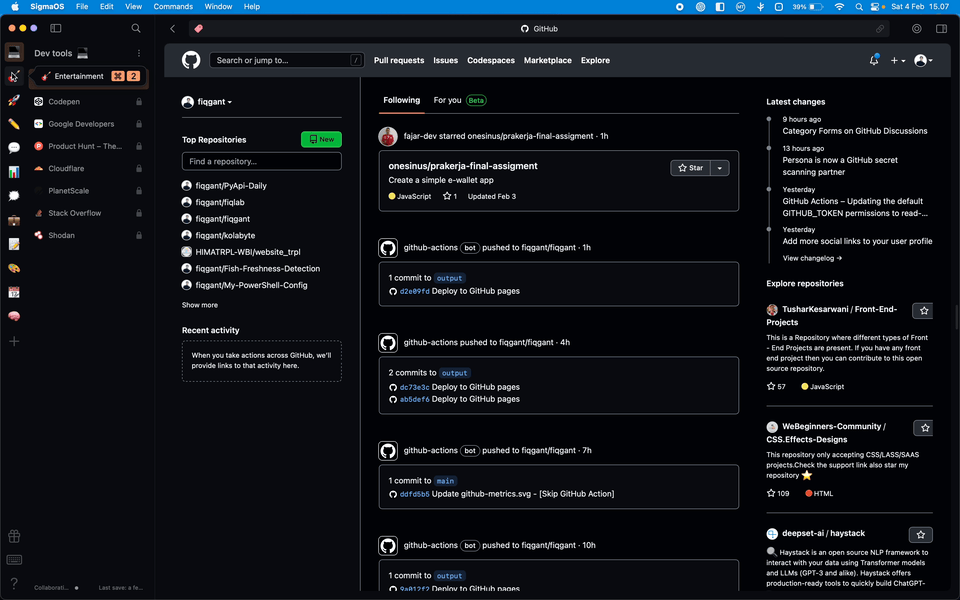 SigmaOS File Edit View Commands Window Help
39% Sat 4 Feb 15.07
GitHub
Dev tools
Entertainment ⌘ 2
Codepen
Google Developers
Product Hunt – The...
Cloudflare
PlanetScale
Stack Overflow
Shodan
Collaborati...
Last save: a fe...
Search or jump to... /
Pull requests Issues Codespaces Marketplace Explore
fiqgant
Top Repositories New
Find a repository...
fiqgant/PyApi-Daily
fiqgant/fiqlab
fiqgant/fiqgant
fiqgant/kolabyte
HIMATRPL-WBI/website_trpl
fiqgant/Fish-Freshness-Detection
fiqgant/My-PowerShell-Config
Show more
Recent activity
When you take actions across GitHub, we'll
provide links to that activity here.
Following For you Beta
fajar-dev starred onesinus/prakerja-final-assigment · 1h
onesinus/prakerja-final-assigment
Star
Create a simple e-wallet app
JavaScript 1 Updated Feb 3
github-actions bot pushed to fiqgant/fiqgant · 1h
1 commit to output
d2e09fd Deploy to GitHub pages
github-actions pushed to fiqgant/fiqgant · 4h
2 commits to output
dc73e3c Deploy to GitHub pages
ab5def6 Deploy to GitHub pages
github-actions bot pushed to fiqgant/fiqgant · 7h
1 commit to main
ddfd5b5 Update github-metrics.svg - [Skip GitHub Action]
github-actions bot pushed to fiqgant/fiqgant · 10h
1 commit to output
9a012f2 Deploy to GitHub pages
Latest changes
9 hours ago
Category Forms on GitHub Discussions
13 hours ago
Persona is now a GitHub secret
scanning partner
Yesterday
GitHub Actions – Updating the default
GITHUB_TOKEN permissions to read-...
Yesterday
Add more social links to your user profile
View changelog →
Explore repositories
TusharKesarwani / Front-End-
Projects
This is a Repository where different types of Front
- End Projects are present. If you have any front
end project then you can contribute to this open
source repository.
57 JavaScript
WeBeginners-Community /
CSS.Effects-Designs
This repository only accepting CSS/LASS/SAAS
projects.Check the support link also star my
repository ⭐
109 HTML
deepset-ai / haystack
🔍 Haystack is an open source NLP framework to
interact with your data using Transformer models
and LLMs (GPT-3 and alike). Haystack offers
production-ready tools to quickly build ChatGPT-